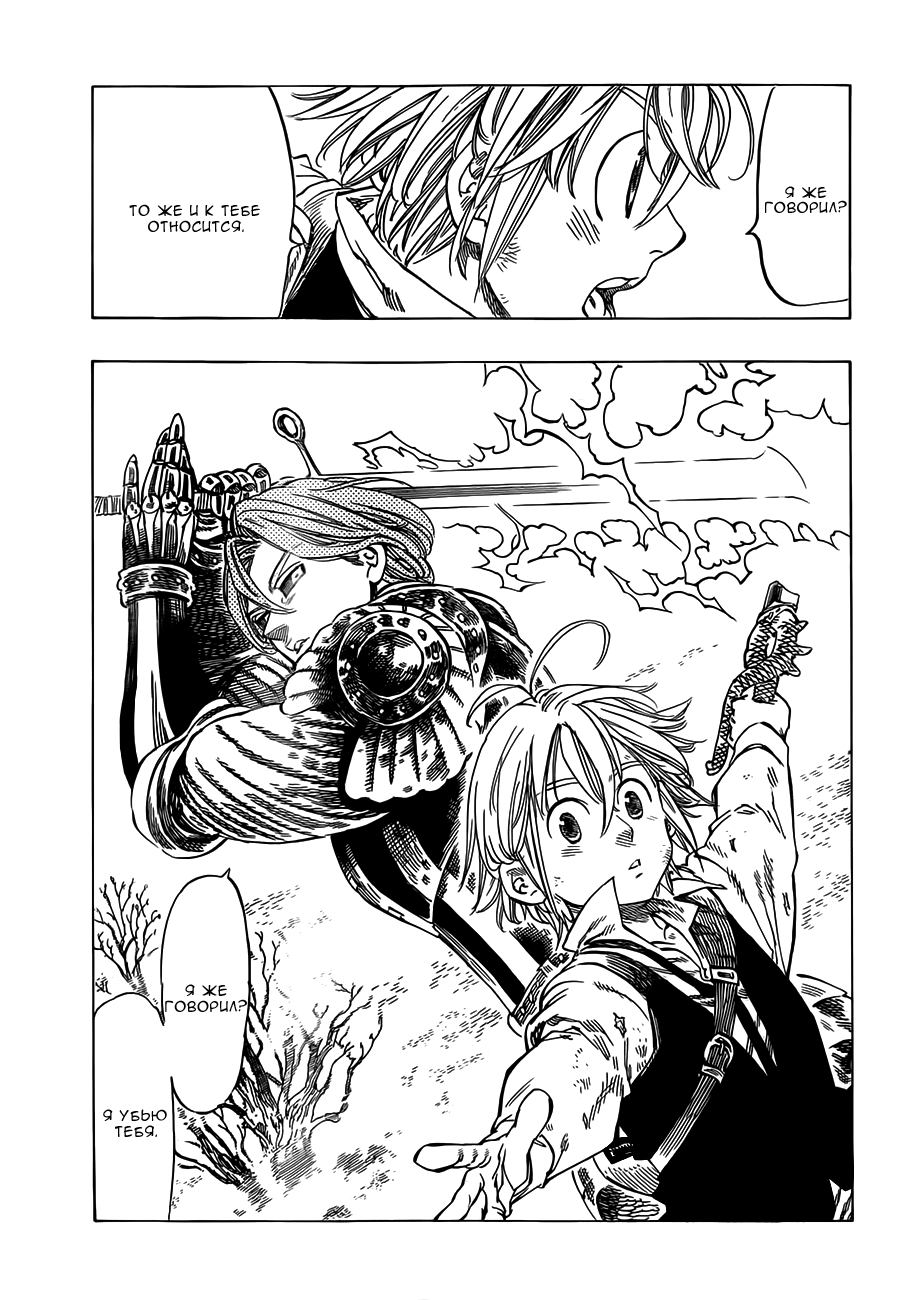 Я ЖЕ
ГОВОРИЛ?
ТО ЖЕ И К ТЕБЕ
ОТНОСИТСЯ.
Я ЖЕ
ГОВОРИЛ?
Я УБЬЮ
ТЕБЯ.